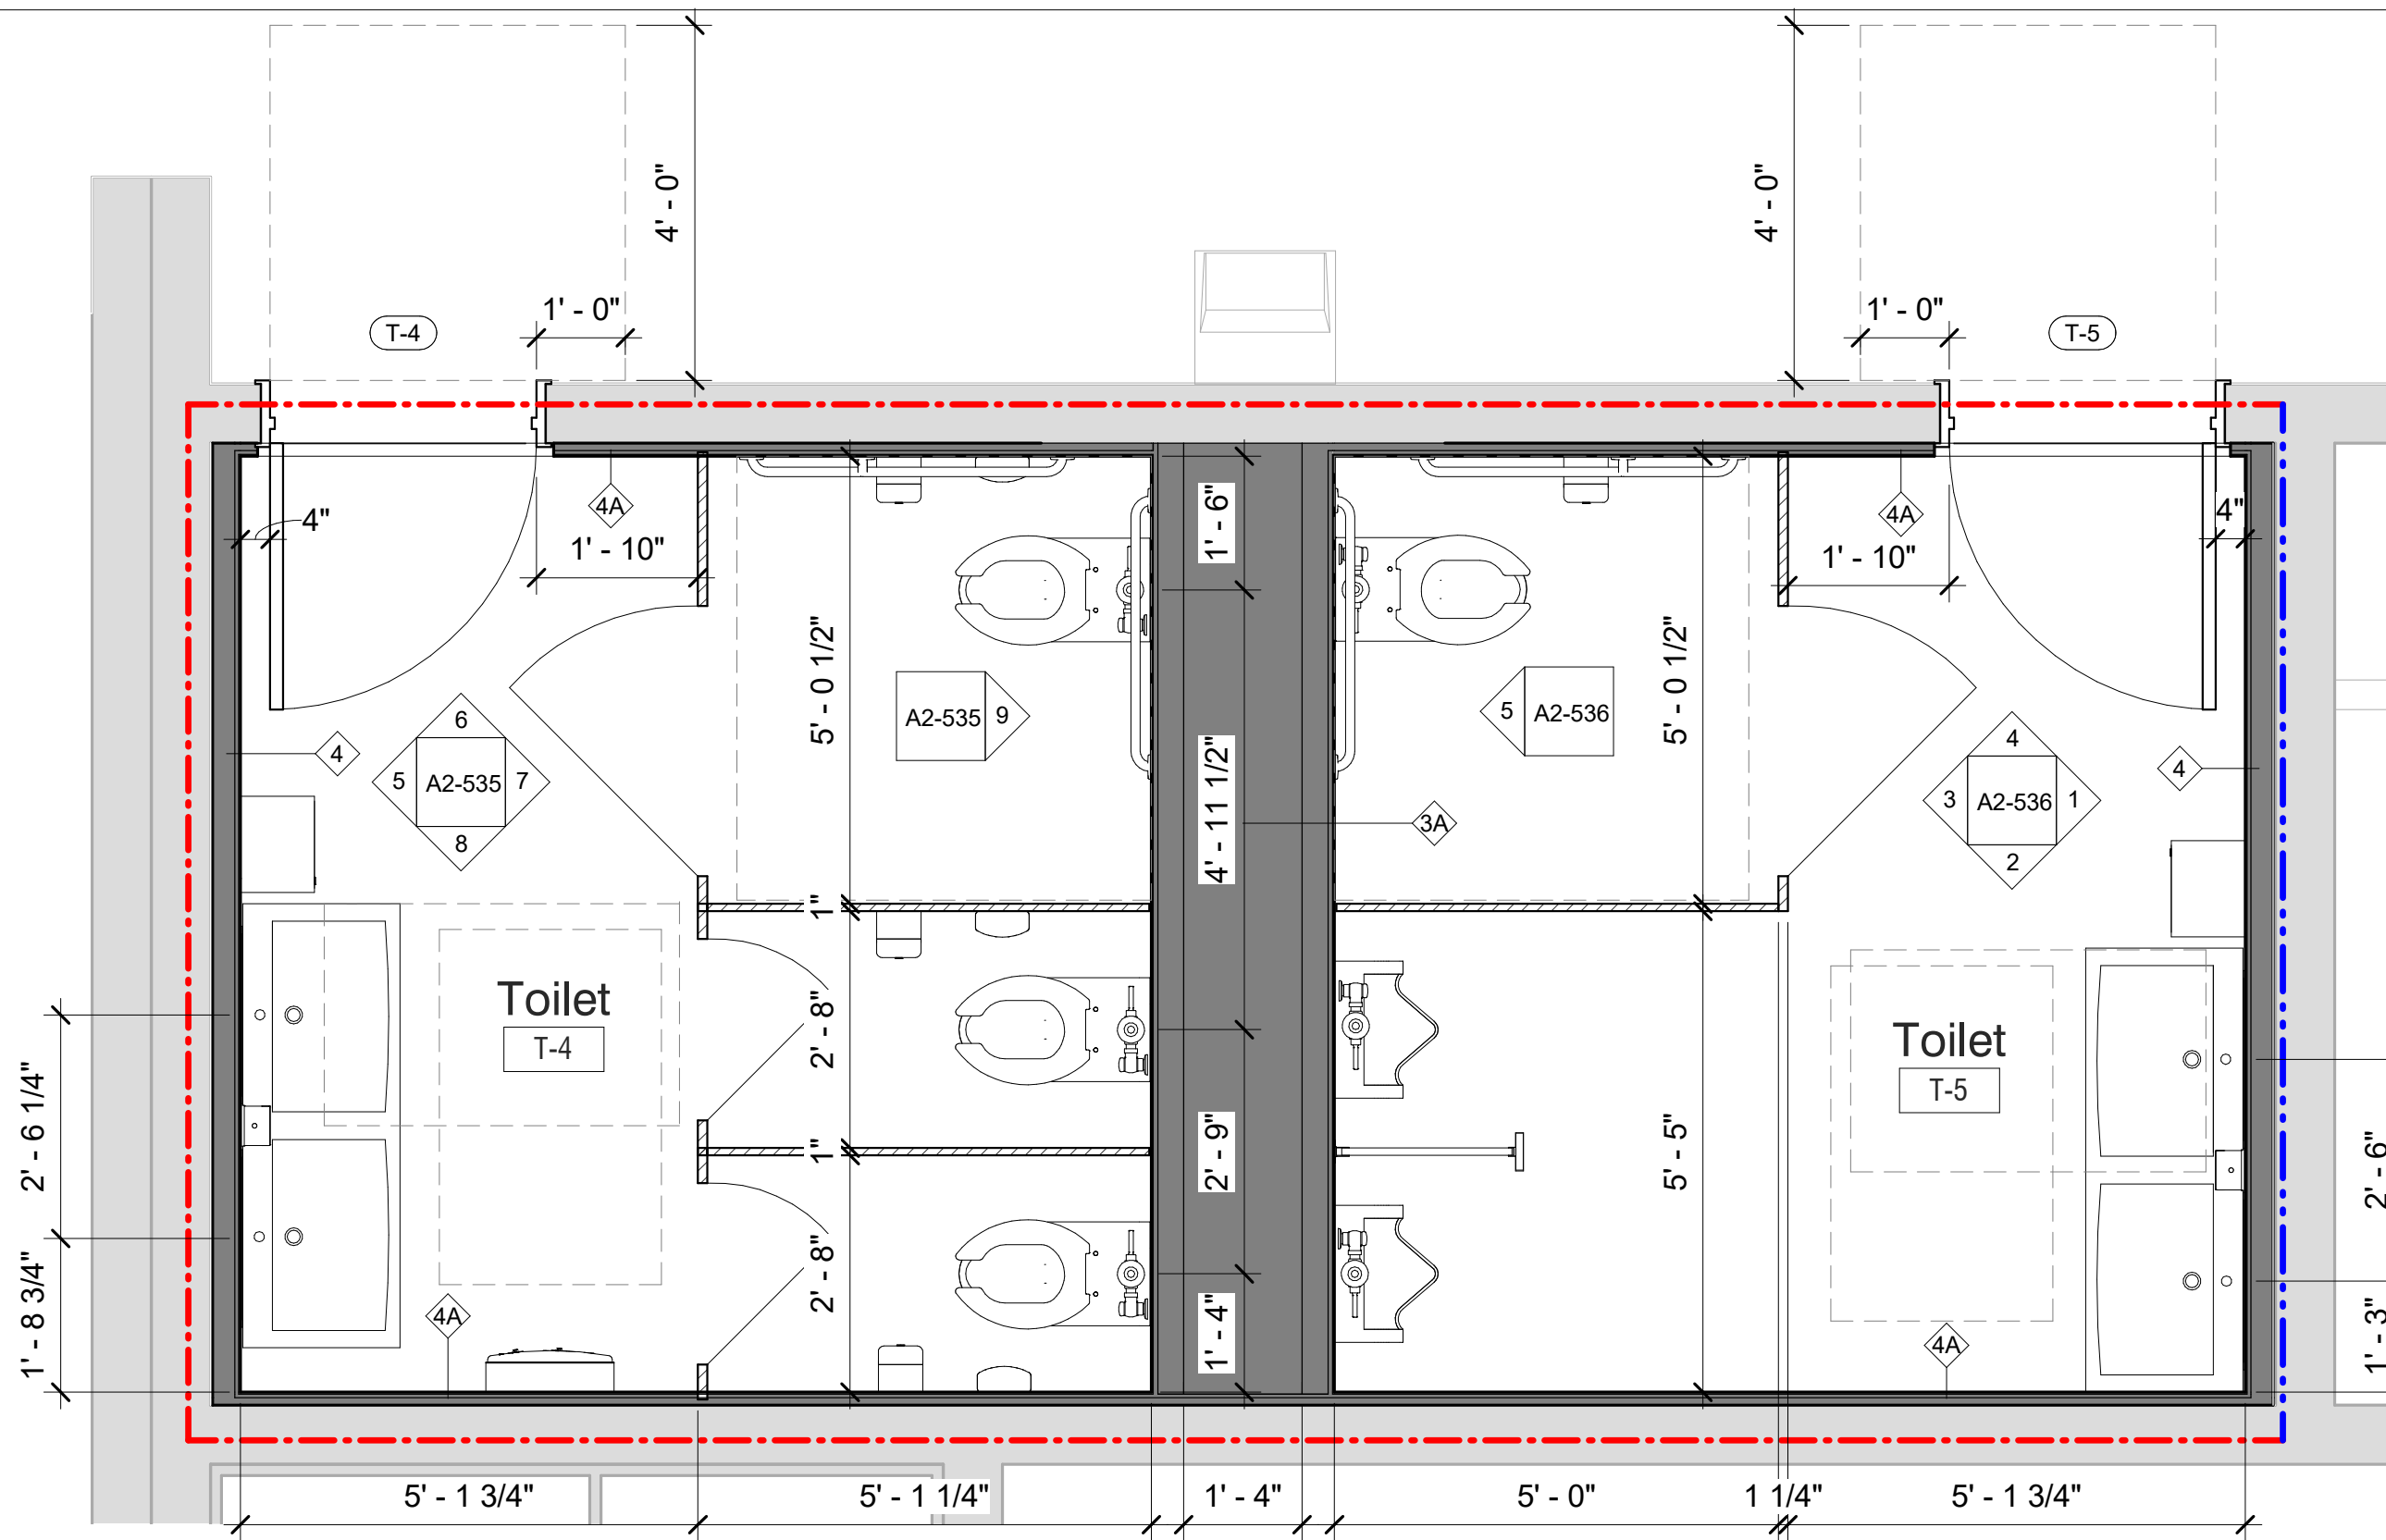 4' - 0"
4' - 0"
1' - 0"
1' - 0"
T-4
T-5
4A
4A
4"
4"
1' - 6"
1' - 10"
1' - 10"
5' - 0 1/2"
5' - 0 1/2"
A2-535 9
5 A2-536
6
5 A2-535 7
8
4
4
3 A2-536 1
2
4
4' - 11 1/2"
3A
1"
Toilet
T-4
2' - 8"
Toilet
T-5
2' - 6 1/4"
1"
2' - 9"
5' - 5"
2' - 6"
2' - 8"
1' - 8 3/4"
4A
1' - 4"
4A
1' - 3"
5' - 1 3/4"
5' - 1 1/4"
1' - 4"
5' - 0"
1 1/4"
5' - 1 3/4"